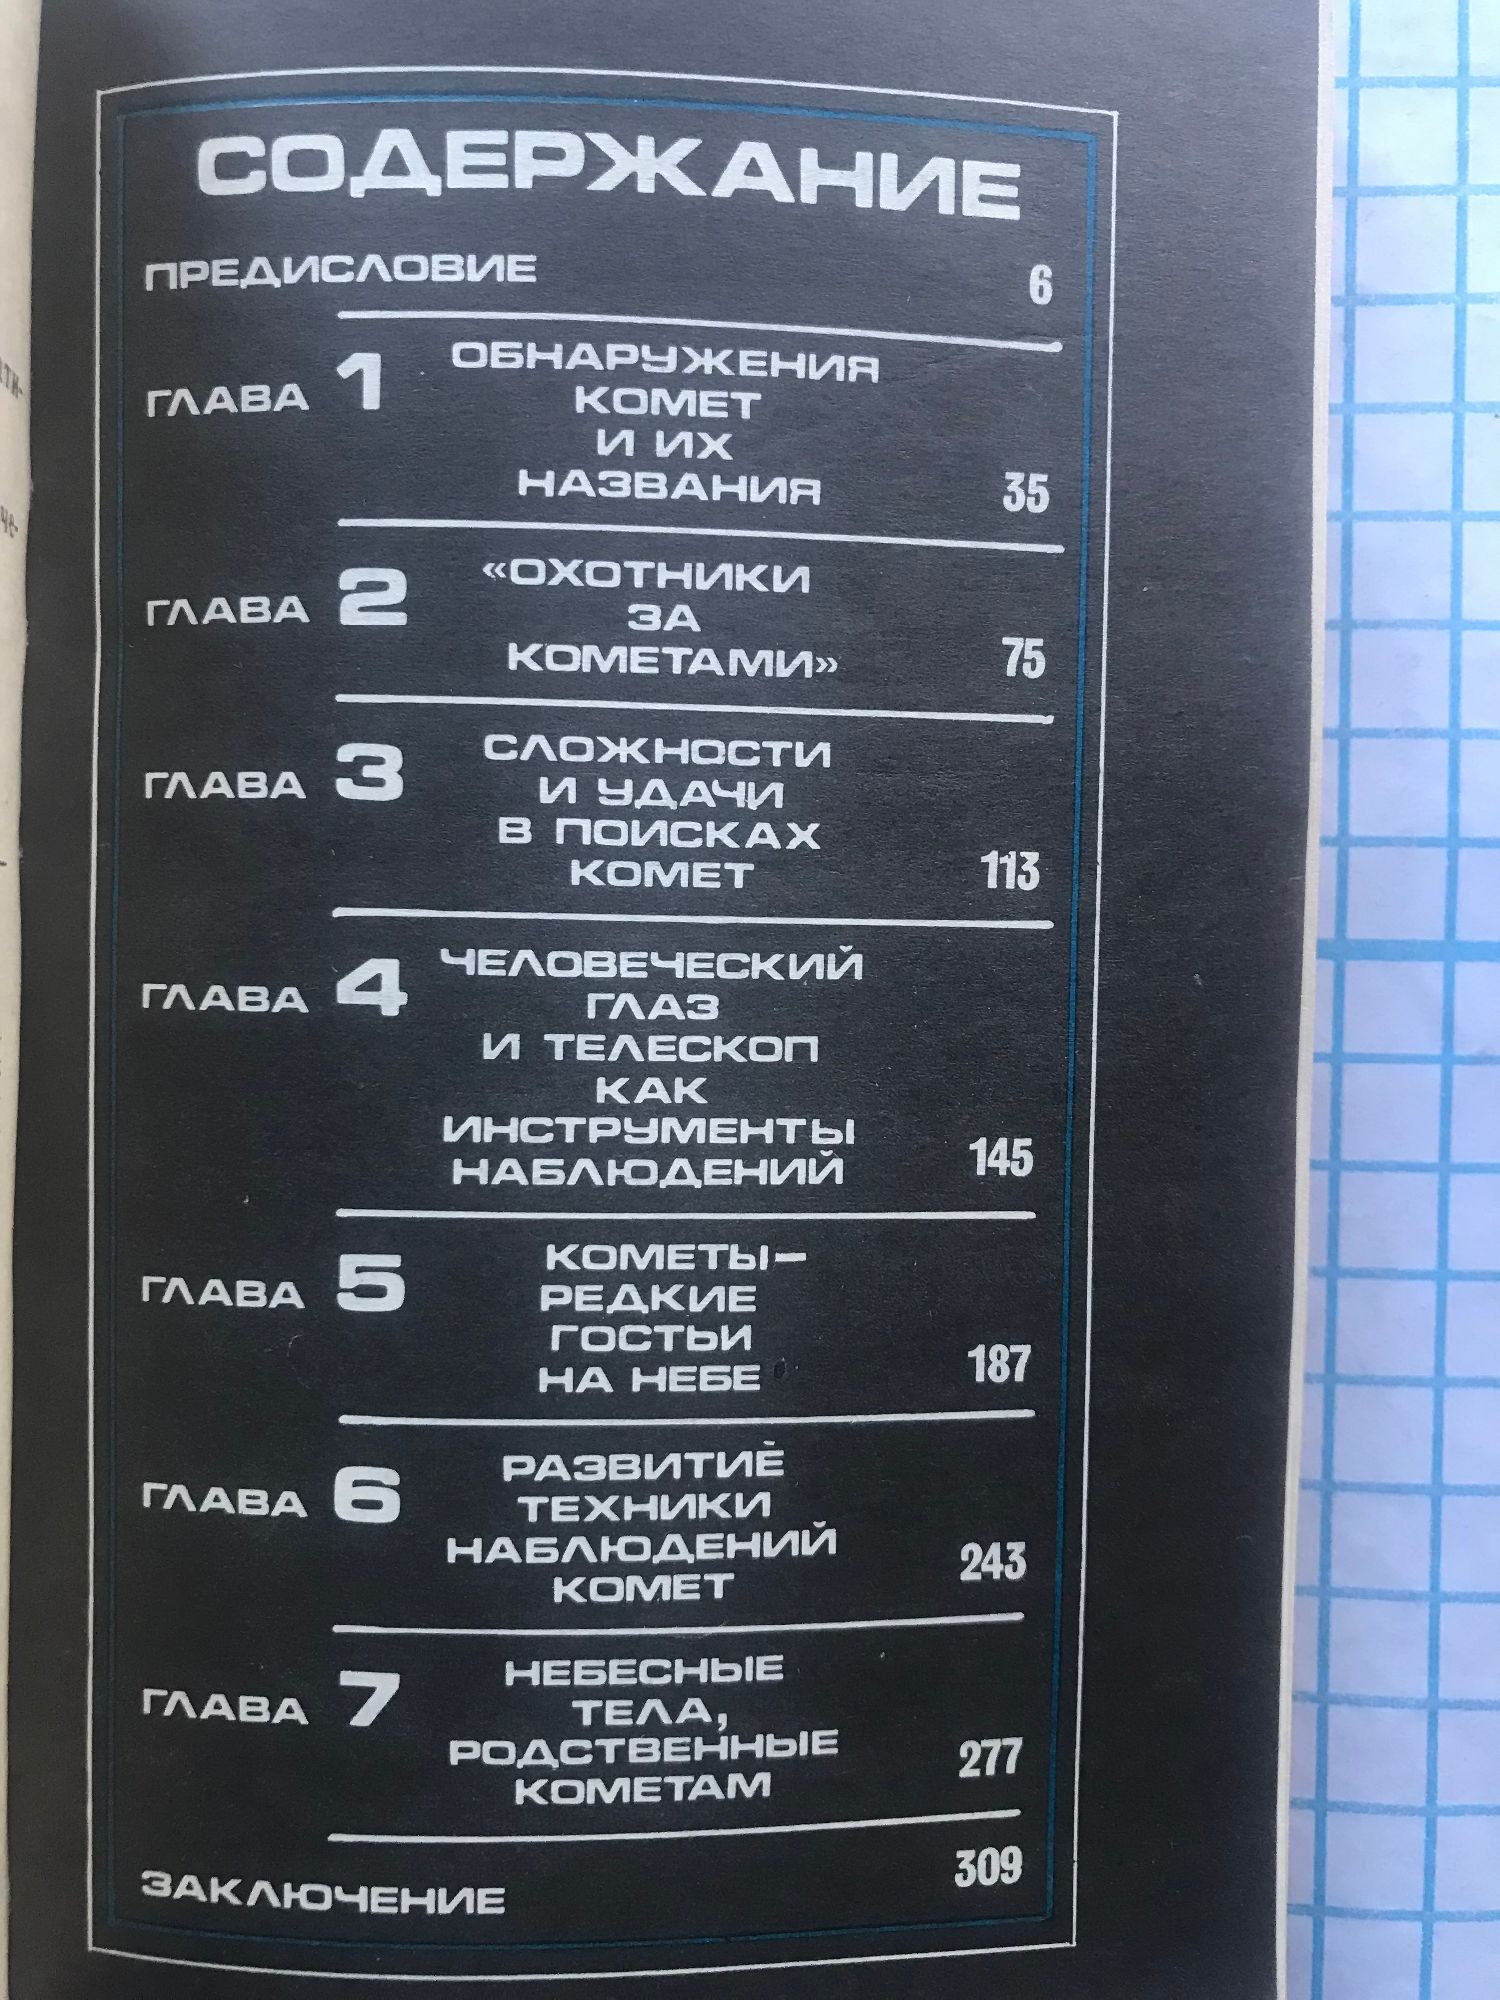 СОДЕРЖАНИЕ
ПРЕДИСЛОВИЕ 6
ГЛАВА 1 ОБНАРУЖЕНИЯ
КОМЕТ
И ИХ
НАЗВАНИЯ 35
ГЛАВА 2 «ОХОТНИКИ
ЗА
КОМЕТАМИ» 75
ГЛАВА 3 СЛОЖНОСТИ
И УДАЧИ
В ПОИСКАХ
КОМЕТ 113
ГЛАВА 4 ЧЕЛОВЕЧЕСКИЙ
ГЛАЗ
И ТЕЛЕСКОП
КАК
ИНСТРУМЕНТЫ
НАБЛЮДЕНИЙ 145
ГЛАВА 5 КОМЕТЫ–
РЕДКИЕ
ГОСТЬИ
НА НЕБЕ 187
ГЛАВА 6 РАЗВИТИЕ
ТЕХНИКИ
НАБЛЮДЕНИЙ
КОМЕТ 243
ГЛАВА 7 НЕБЕСНЫЕ
ТЕЛА,
РОДСТВЕННЫЕ
КОМЕТАМ 277
ЗАКЛЮЧЕНИЕ 309